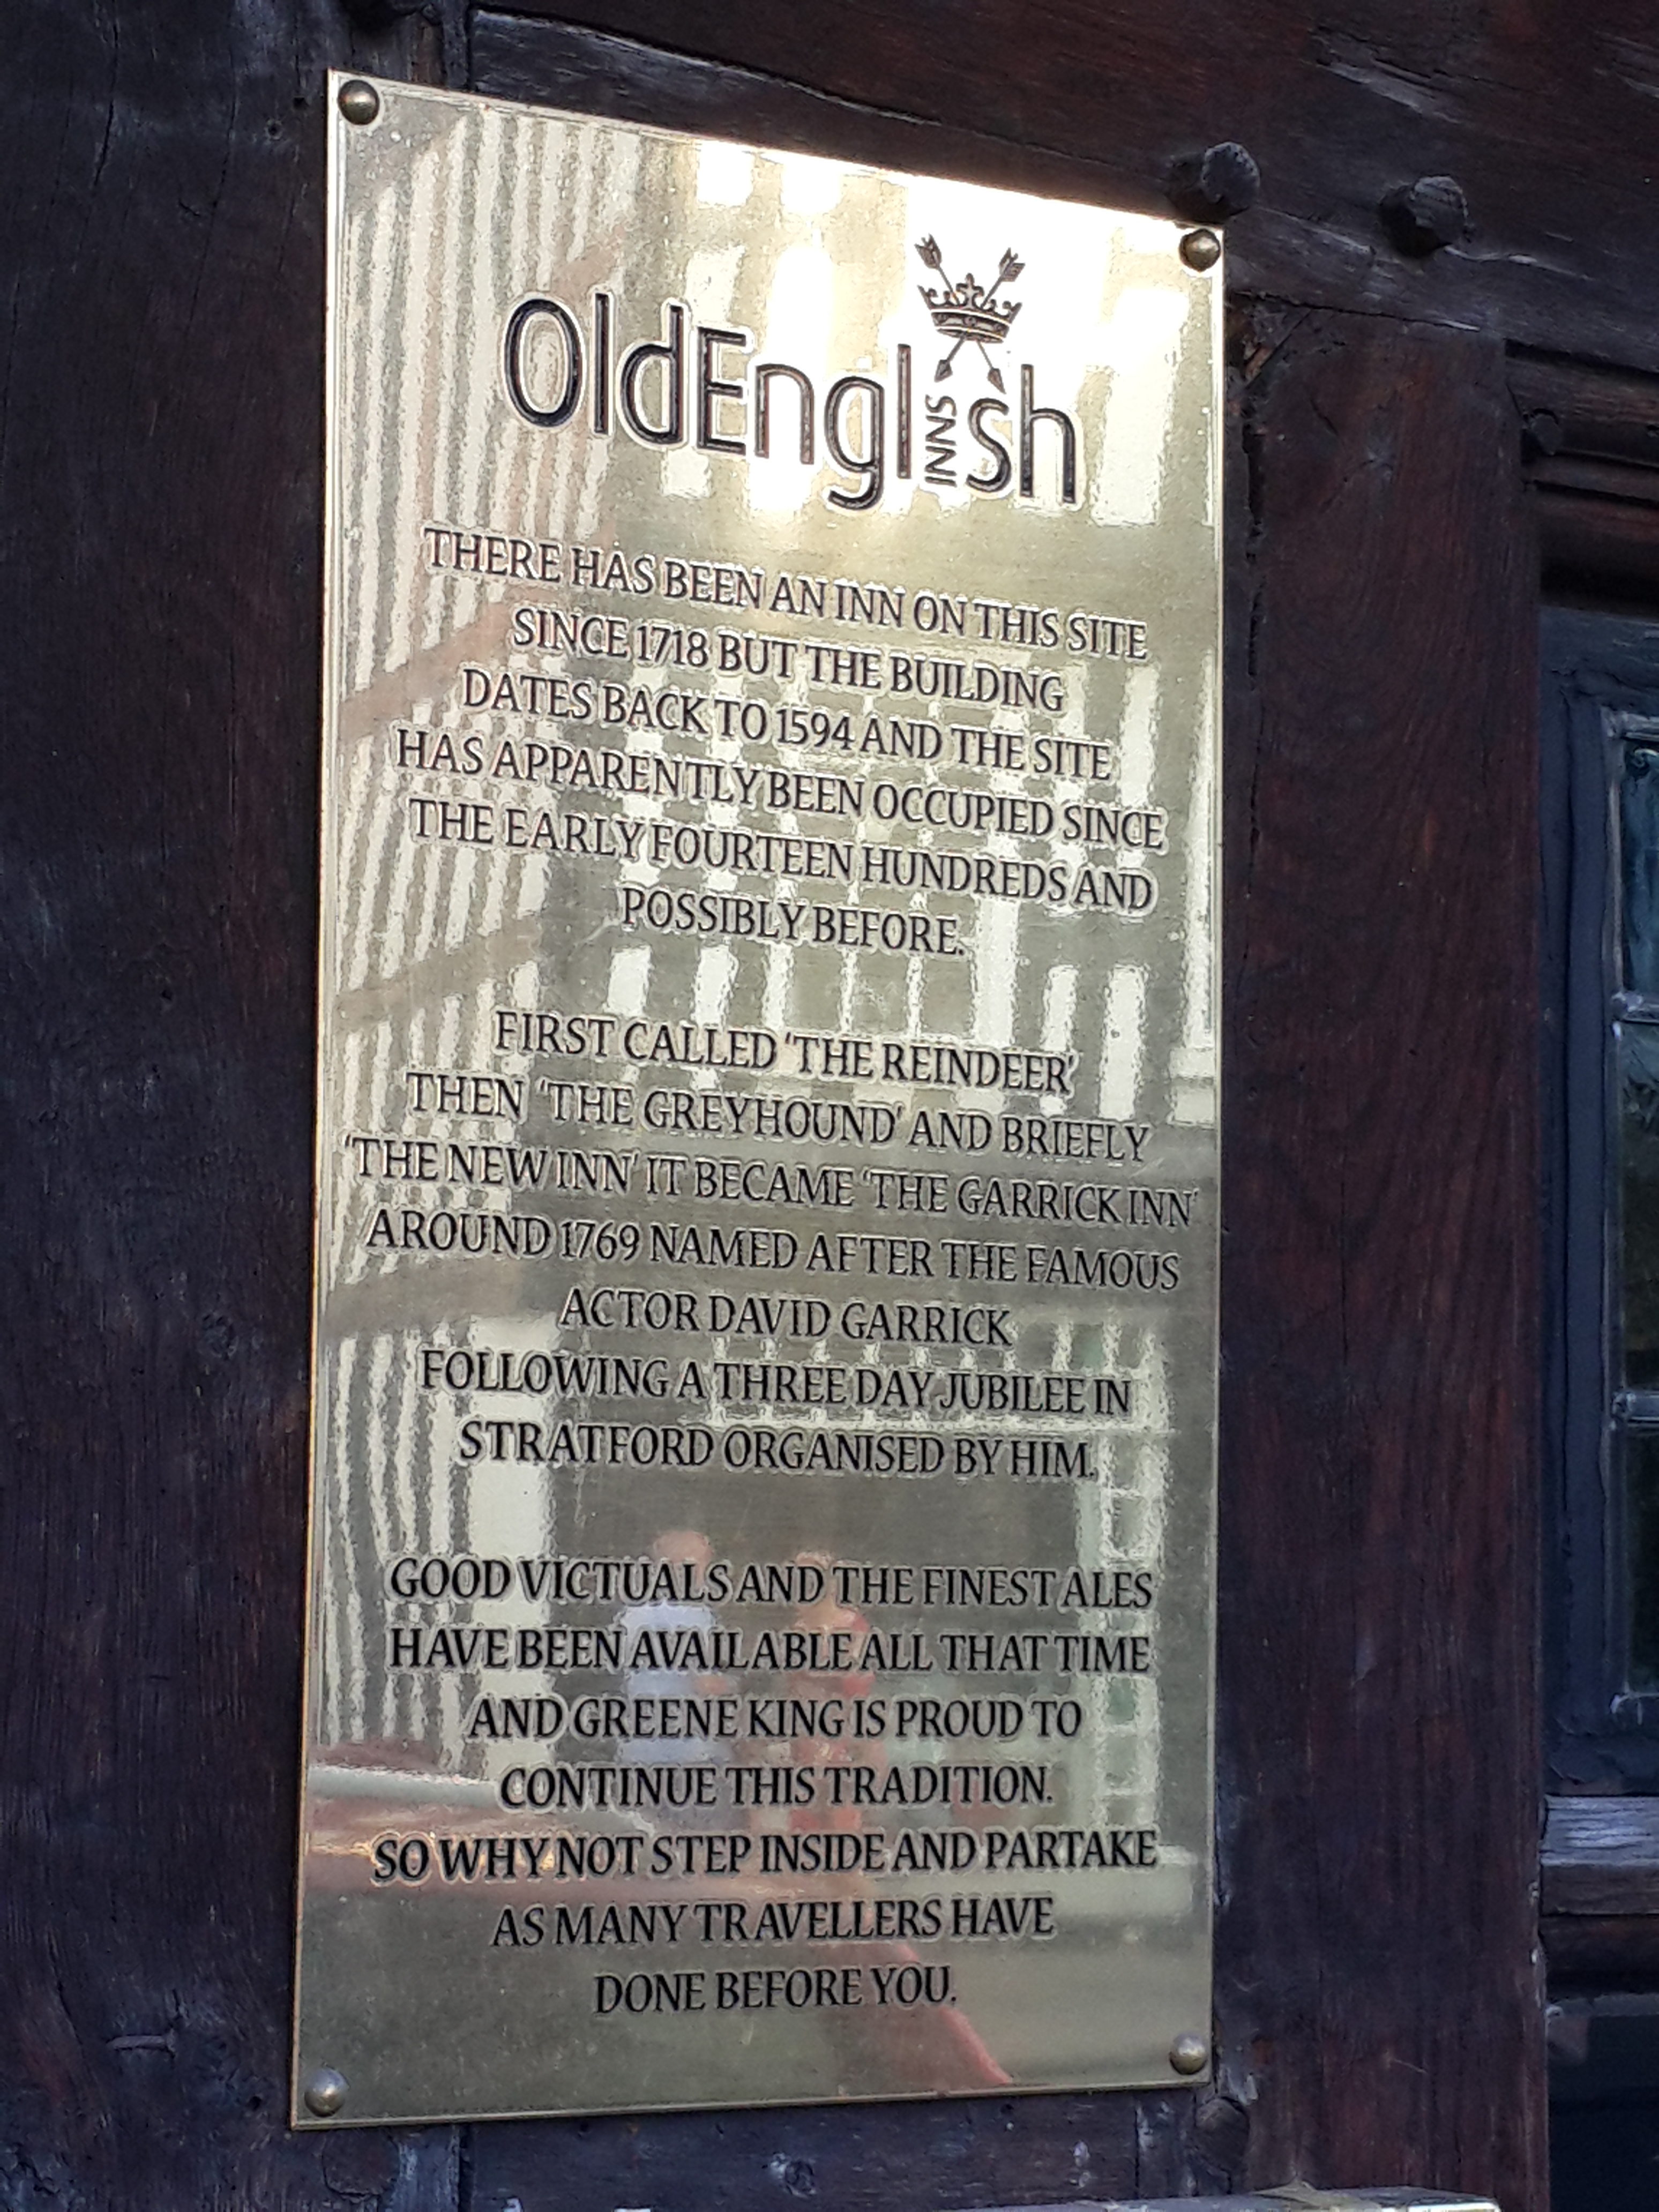 OldEnglish
INNS
THERE HAS BEEN AN INN ON THIS SITE
SINCE 1718 BUT THE BUILDING
DATES BACK TO 1594 AND THE SITE
HAS APPARENTLY BEEN OCCUPIED SINCE
THE EARLY FOURTEEN HUNDREDS AND
POSSIBLY BEFORE.
FIRST CALLED 'THE REINDEER'
THEN 'THE GREYHOUND' AND BRIEFLY
'THE NEW INN' IT BECAME 'THE GARRICK INN'
AROUND 1769 NAMED AFTER THE FAMOUS
ACTOR DAVID GARRICK
FOLLOWING A THREE DAY JUBILEE IN
STRATFORD ORGANISED BY HIM.
GOOD VICTUALS AND THE FINEST ALES
HAVE BEEN AVAILABLE ALL THAT TIME
AND GREENE KING IS PROUD TO
CONTINUE THIS TRADITION.
SO WHY NOT STEP INSIDE AND PARTAKE
AS MANY TRAVELLERS HAVE
DONE BEFORE YOU.